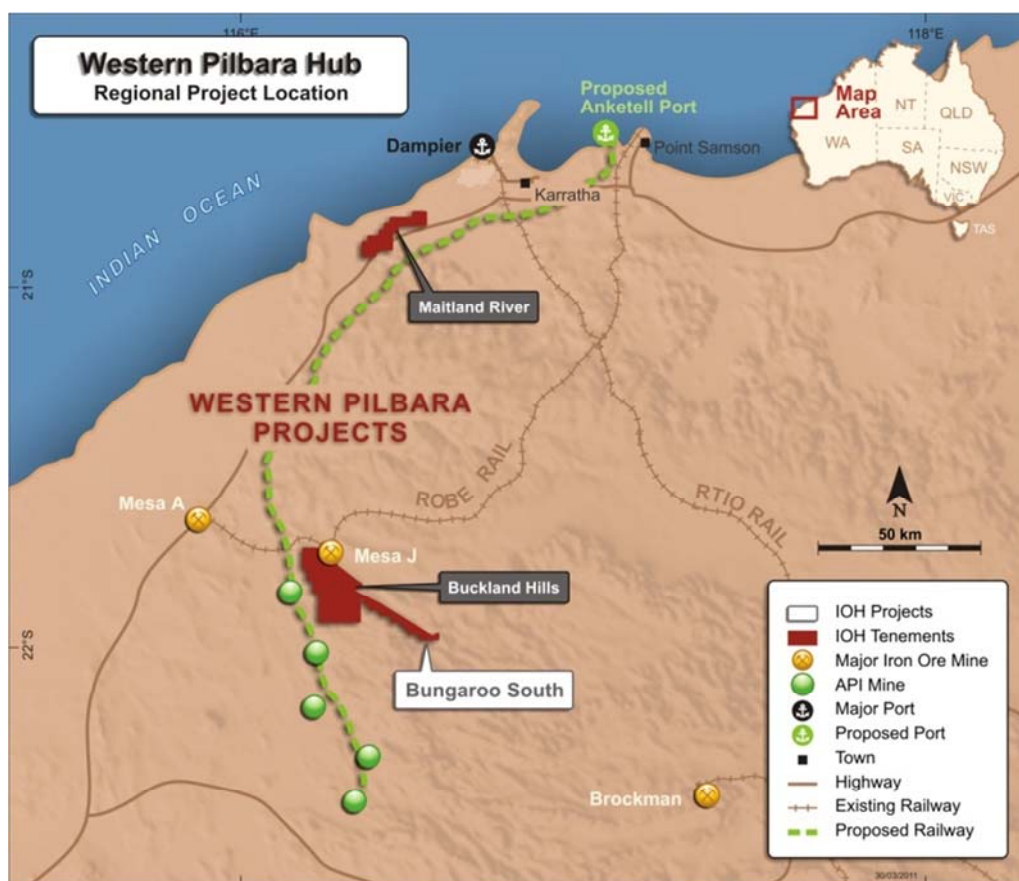 116°E
118°E
Western Pilbara Hub
Regional Project Location
Proposed
Anketell Port
Map
Area
NT
QLD
WA
SA
NSW
VIC
TAS
Dampier
Point Samson
Karratha
INDIAN OCEAN
21°S
Maitland River
WESTERN PILBARA
PROJECTS
ROBE RAIL
RTIO RAIL
Mesa A
Mesa J
N
50 km
Buckland Hills
22°S
Bungaroo South
Brockman
IOH Projects
IOH Tenements
Major Iron Ore Mine
API Mine
Major Port
Proposed Port
Town
Highway
Existing Railway
Proposed Railway
30/03/2011